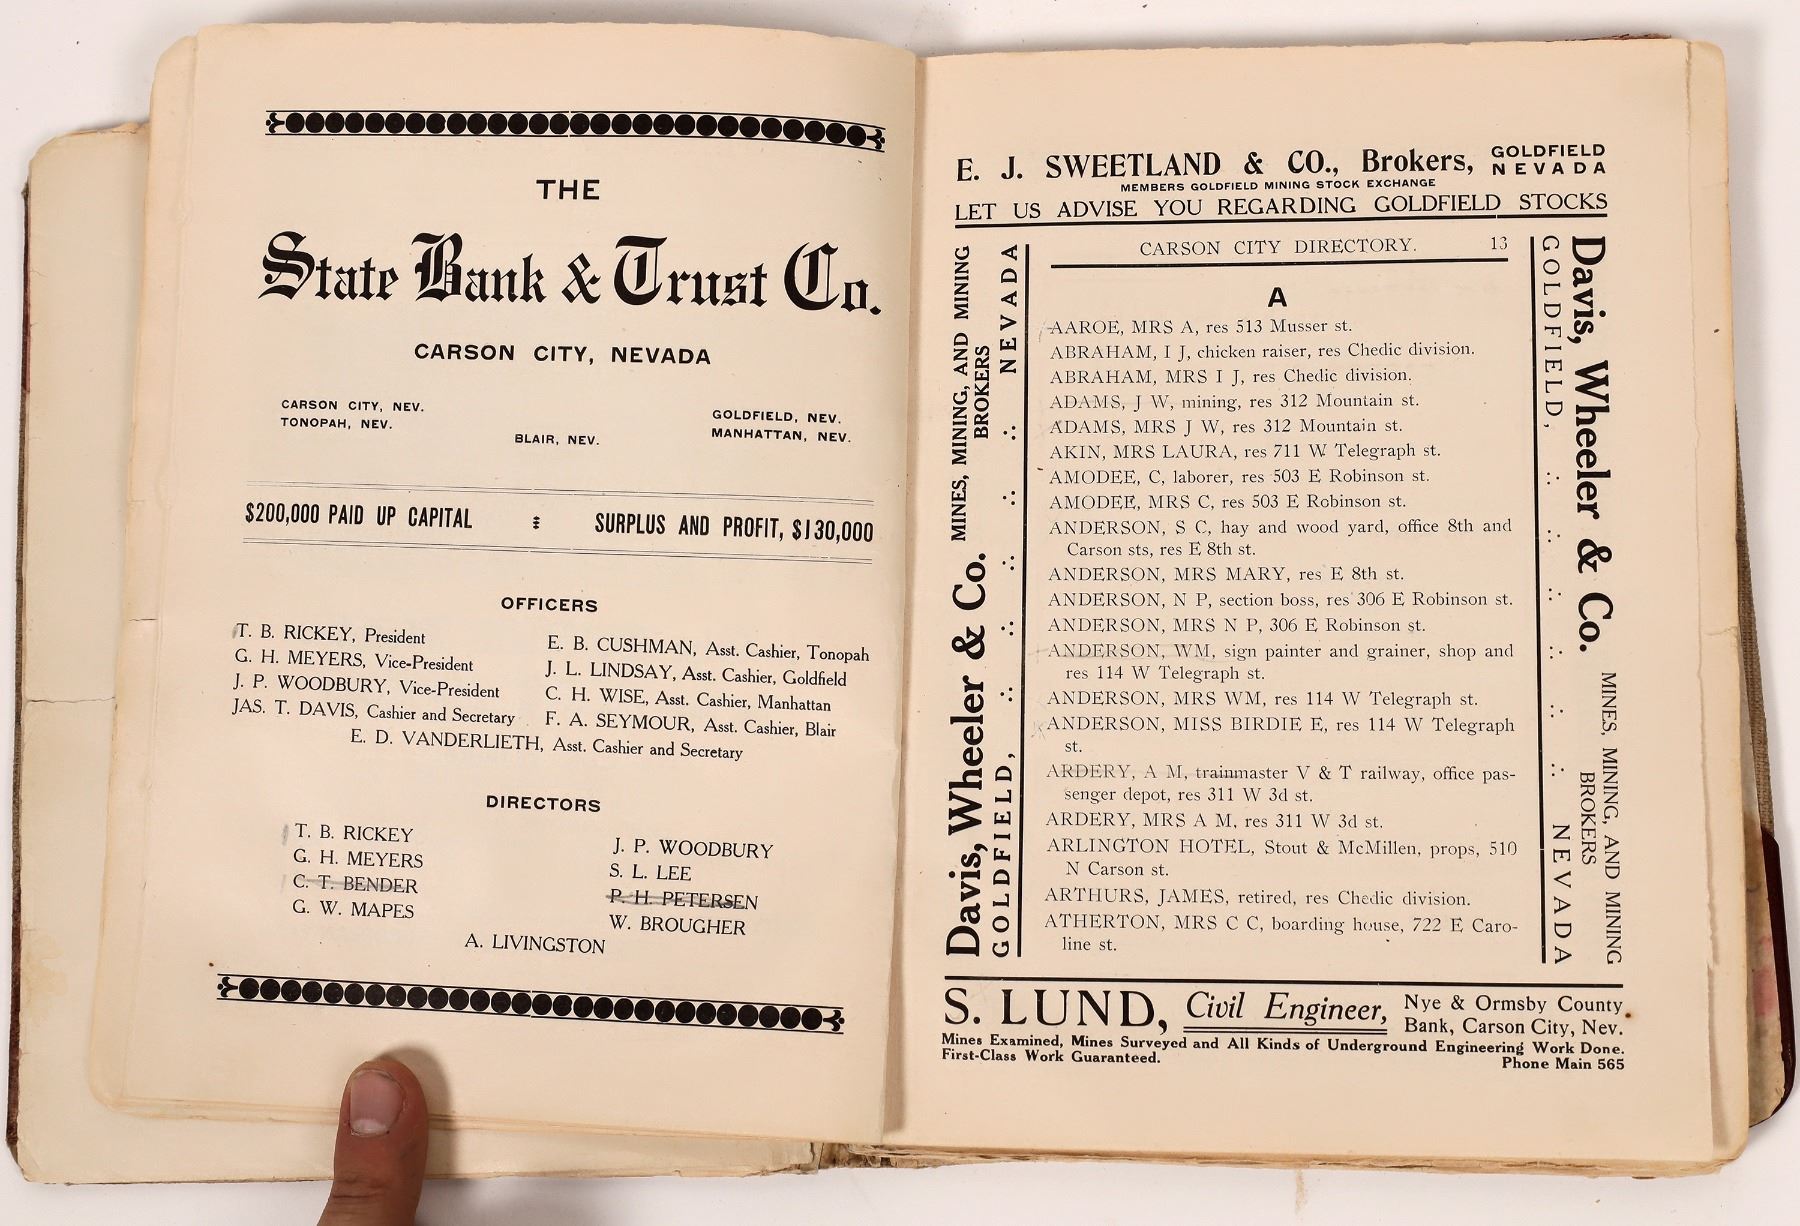 THE
State Bank & Trust Co.
CARSON CITY, NEVADA
CARSON CITY, NEV.
TONOPAH, NEV.
BLAIR, NEV.
GOLDFIELD, NEV.
MANHATTAN, NEV.
$200,000 PAID UP CAPITAL
SURPLUS AND PROFIT, $130,000
OFFICERS
T. B. RICKEY, President
G. H. MEYERS, Vice-President
J. P. WOODBURY, Vice-President
JAS. T. DAVIS, Cashier and Secretary
E. B. CUSHMAN, Asst. Cashier, Tonopah
J. L. LINDSAY, Asst. Cashier, Goldfield
C. H. WISE, Asst. Cashier, Manhattan
F. A. SEYMOUR, Asst. Cashier, Blair
E. D. VANDERLIETH, Asst. Cashier and Secretary
DIRECTORS
T. B. RICKEY
G. H. MEYERS
C. T. BENDER
G. W. MAPES
J. P. WOODBURY
S. L. LEE
P. H. PETERSEN
W. BROUGHER
A. LIVINGSTON
E. J. SWEETLAND & CO., Brokers, GOLDFIELD
NEVADA
MEMBERS GOLDFIELD MINING STOCK EXCHANGE
LET US ADVISE YOU REGARDING GOLDFIELD STOCKS
Davis, Wheeler & Co. MINES, MINING, AND MINING
BROKERS
GOLDFIELD, NEVADA
CARSON CITY DIRECTORY. 13
A
AAROE, MRS A, res 513 Musser st.
ABRAHAM, I J, chicken raiser, res Chedic division.
ABRAHAM, MRS I J, res Chedic division.
ADAMS, J W, mining, res 312 Mountain st.
ADAMS, MRS J W, res 312 Mountain st.
AKIN, MRS LAURA, res 711 W Telegraph st.
AMODEE, C, laborer, res 503 E Robinson st.
AMODEE, MRS C, res 503 E Robinson st.
ANDERSON, S C, hay and wood yard, office 8th and
Carson sts, res E 8th st.
ANDERSON, MRS MARY, res E 8th st.
ANDERSON, N P, section boss, res 306 E Robinson st.
ANDERSON, MRS N P, 306 E Robinson st.
ANDERSON, WM, sign painter and grainer, shop and
res 114 W Telegraph st.
ANDERSON, MRS WM, res 114 W Telegraph st.
ANDERSON, MISS BIRDIE E, res 114 W Telegraph
st.
ARDERY, A M, trainmaster V & T railway, office pas-
senger depot, res 311 W 3d st.
ARDERY, MRS A M, res 311 W 3d st.
ARLINGTON HOTEL, Stout & McMillen, props, 510
N Carson st.
ARTHURS, JAMES, retired, res Chedic division.
ATHERTON, MRS C C, boarding house, 722 E Caro-
line st.
Davis, Wheeler & Co. MINES, MINING, AND MINING
BROKERS
GOLDFIELD, NEVADA
S. LUND, Civil Engineer, Nye & Ormsby County
Bank, Carson City, Nev.
Mines Examined, Mines Surveyed and All Kinds of Underground Engineering Work Done.
First-Class Work Guaranteed. Phone Main 565